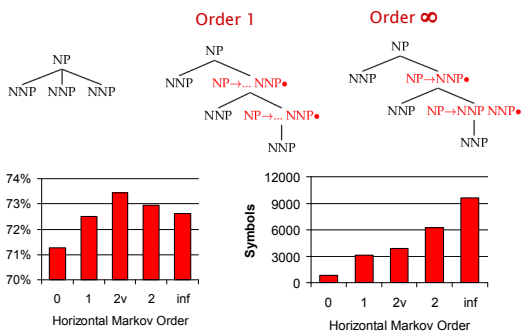 Order 1
Order ∞
NP
NNP NNP NNP
NP
NNP NP→... NNP•
NNP NP→... NNP•
NNP
NP
NNP NP→NNP•
NNP NP→NNP NNP•
NNP
74%
73%
72%
71%
70%
0 1 2v 2 inf
Horizontal Markov Order
Symbols
12000
9000
6000
3000
0
0 1 2v 2 inf
Horizontal Markov Order